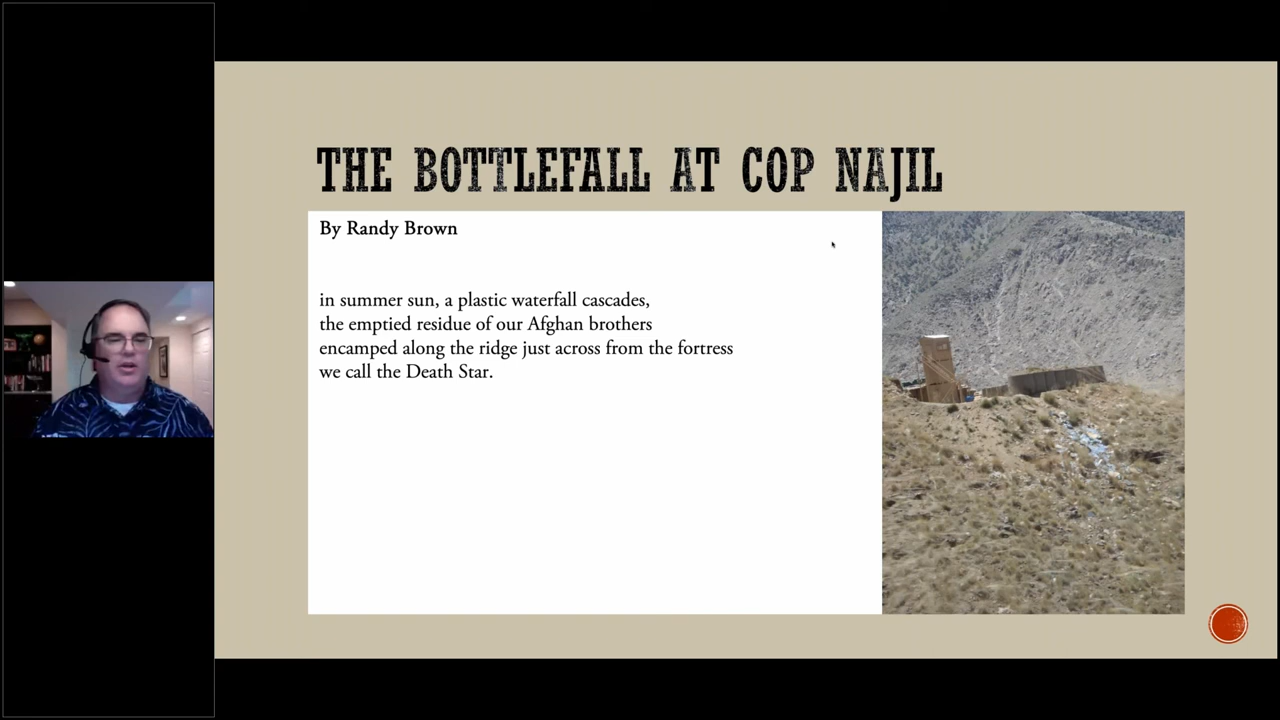 THE BOTTLEFALL AT COP NAJIL
By Randy Brown
in summer sun, a plastic waterfall cascades,
the emptied residue of our Afghan brothers
encamped along the ridge just across from the fortress
we call the Death Star.